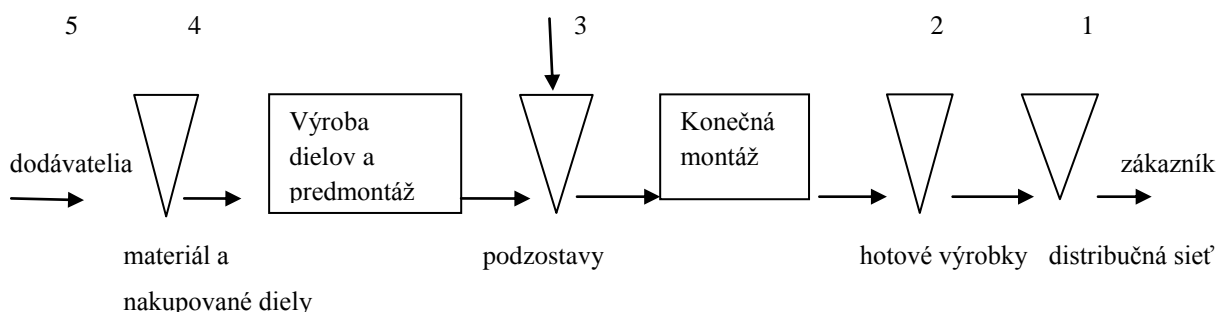 5 4 3 2 1
Výroba
dielov a
predmontáž
Konečná
montáž
dodávatelia
zákazník
materiál a
nakupované diely
podzostavy
hotové výrobky
distribučná sieť